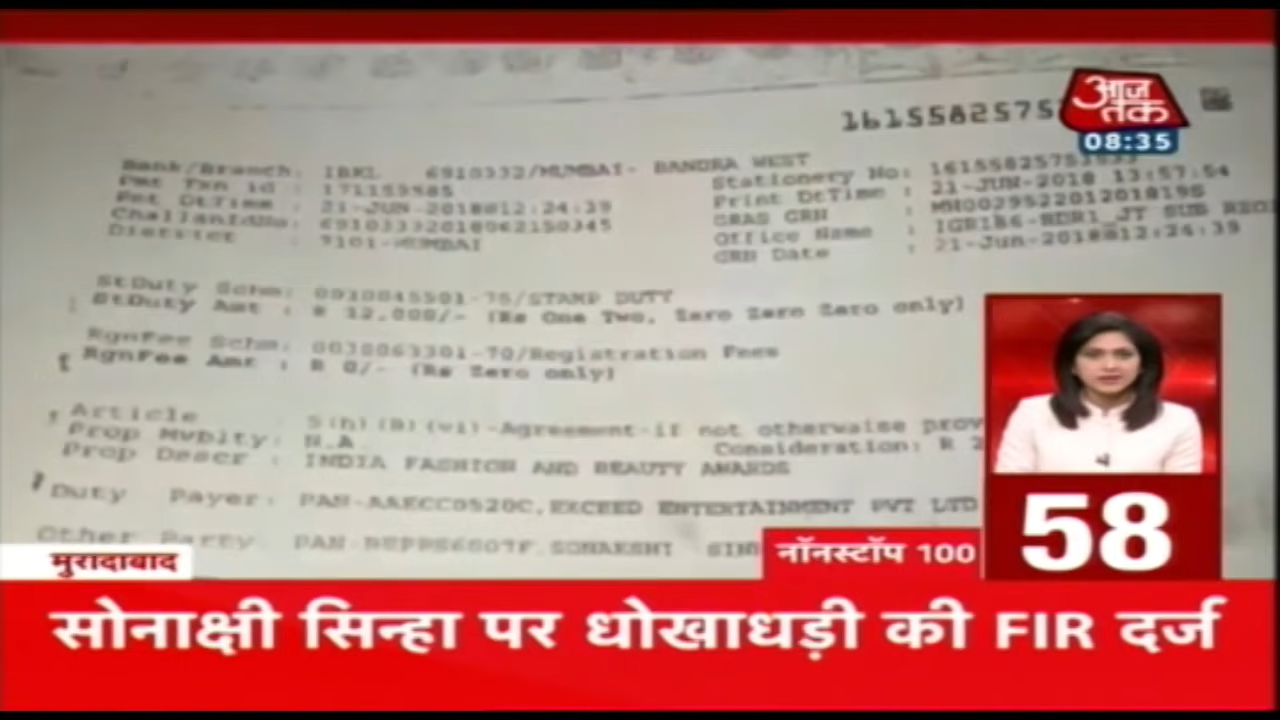 1615582575
आज तक
08:35
Bank/Branch: IBKL 6910332/MUMBAI- BANDRA WEST
Pmt Txn id : 171159585
Pmt DtTime : 21-JUN-2018@12:24:39
ChallanIdNo: 69103332018062150345
District : 7101-MUMBAI
Stationery No:
Print DtTime : 21-JUN-2018 13:57:54
GRAS GRN : MH002952201201819S
Office Name : IGR186-BDR1_JT SUB
GRN Date : 21-Jun-2018@12:24:39
StDuty Schm: 0030045501-75/STAMP DUTY
StDuty Amt : R 12,000/- (Rs One Two, Zero Zero Zero only)
RgnFee Schm: 0030063301-70/Registration Fees
RgnFee Amt : R 0/- (Rs Zero only)
Article : 5(h)(B)(vi)-Agreement-if not otherwise prov
Prop Mvblty: N.A. Consideration: R 2
Prop Descr : INDIA FASHION AND BEAUTY AWARDS
Duty Payer: PAN-AAECC0520C,EXCEED ENTERTAINMENT PVT LTD
Other Party: SONAKSHI
मुरादाबाद
नॉनस्टॉप 100
58
सोनाक्षी सिन्हा पर धोखाधड़ी की FIR दर्ज